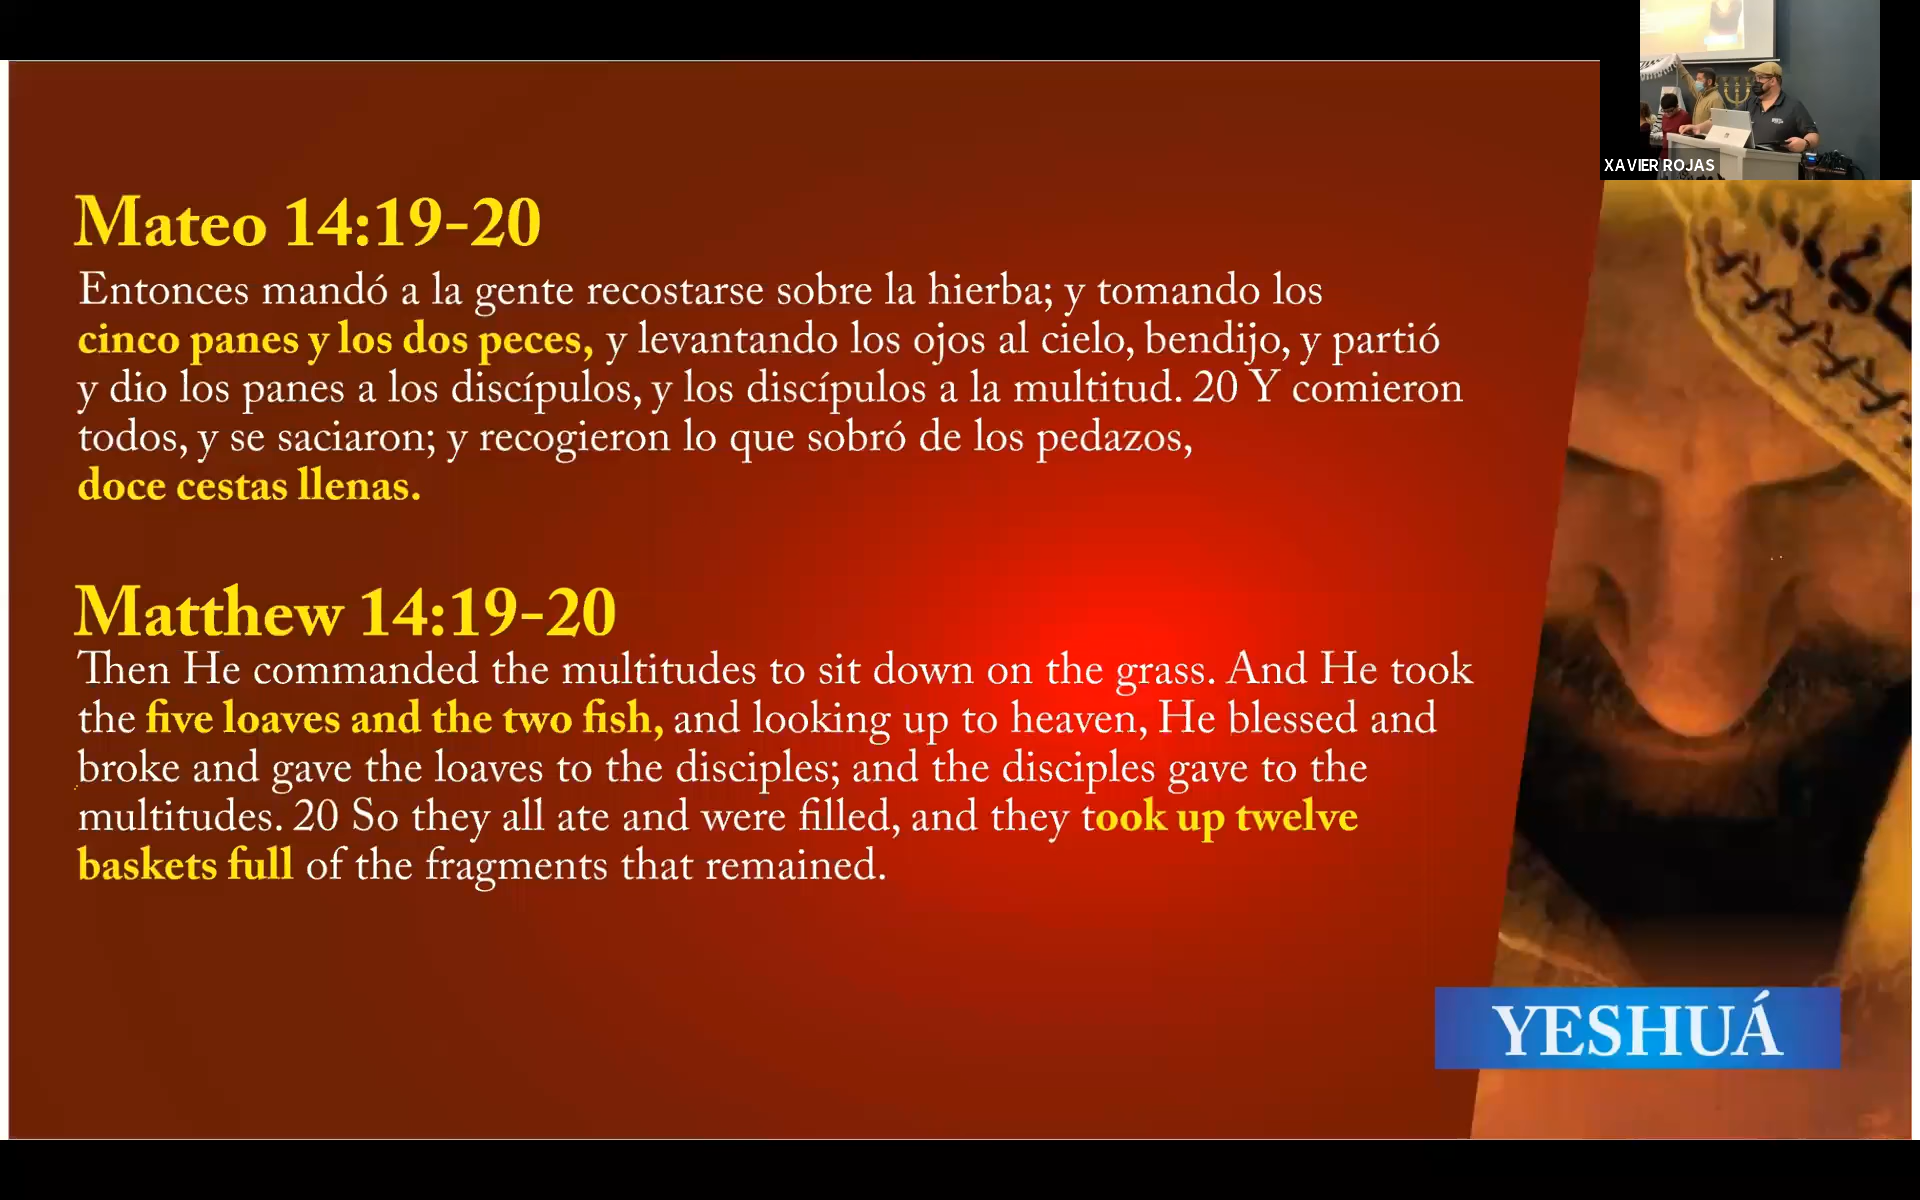 XAVIER ROJAS
Mateo 14:19-20
Entonces mandó a la gente recostarse sobre la hierba; y tomando los
cinco panes y los dos peces, y levantando los ojos al cielo, bendijo, y partió
y dio los panes a los discípulos, y los discípulos a la multitud. 20 Y comieron
todos, y se saciaron; y recogieron lo que sobró de los pedazos,
doce cestas llenas.
Matthew 14:19-20
Then He commanded the multitudes to sit down on the grass. And He took
the five loaves and the two fish, and looking up to heaven, He blessed and
broke and gave the loaves to the disciples; and the disciples gave to the
multitudes. 20 So they all ate and were filled, and they took up twelve
baskets full of the fragments that remained.
YESHUÁ